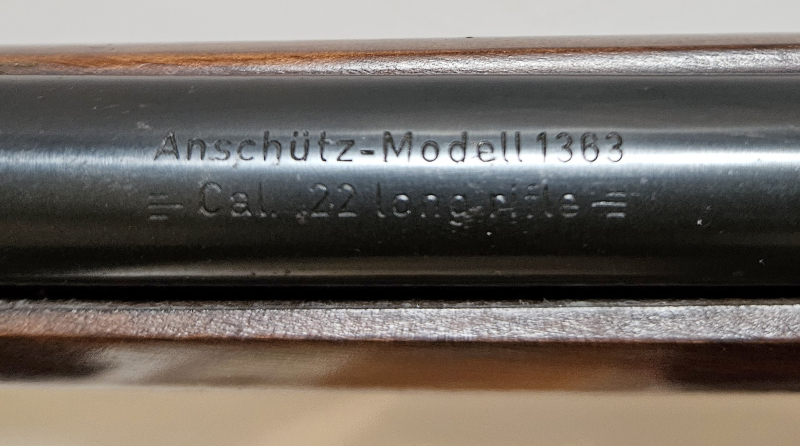 Anschütz-Modell 1363
= Cal. .22 long rifle =